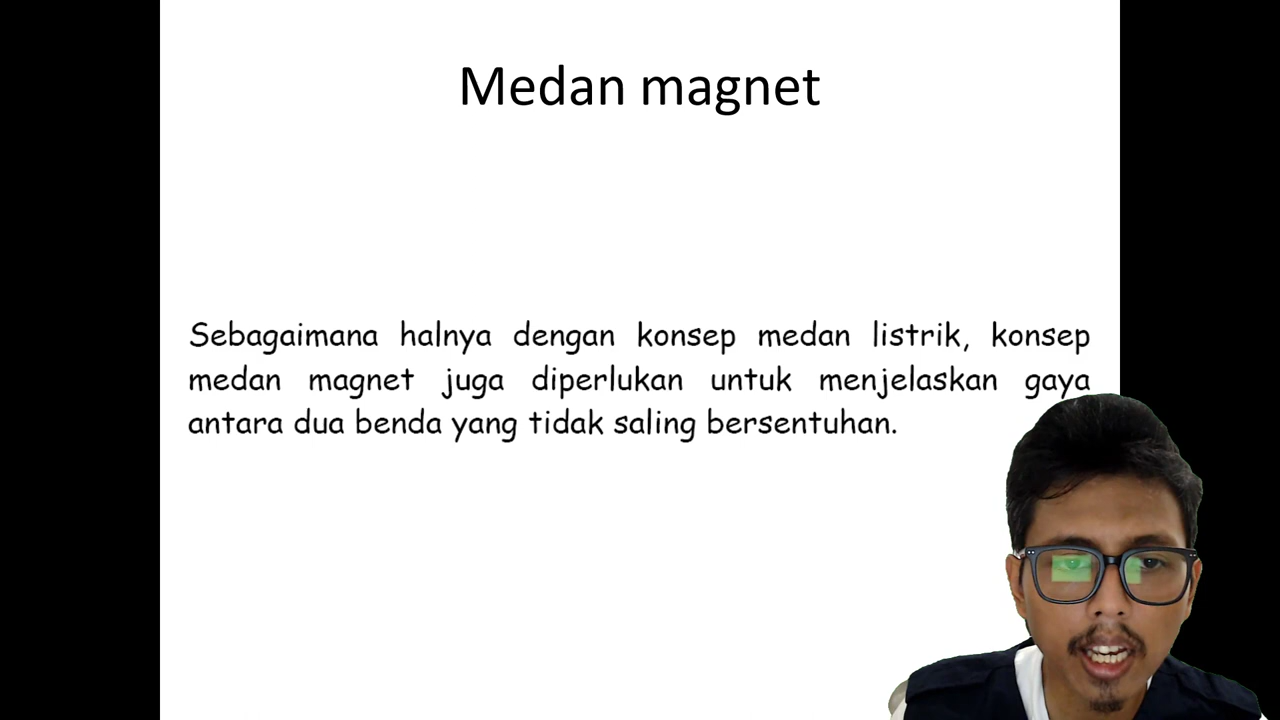 Medan magnet
Sebagaimana halnya dengan konsep medan listrik, konsep
medan magnet juga diperlukan untuk menjelaskan gaya
antara dua benda yang tidak saling bersentuhan.